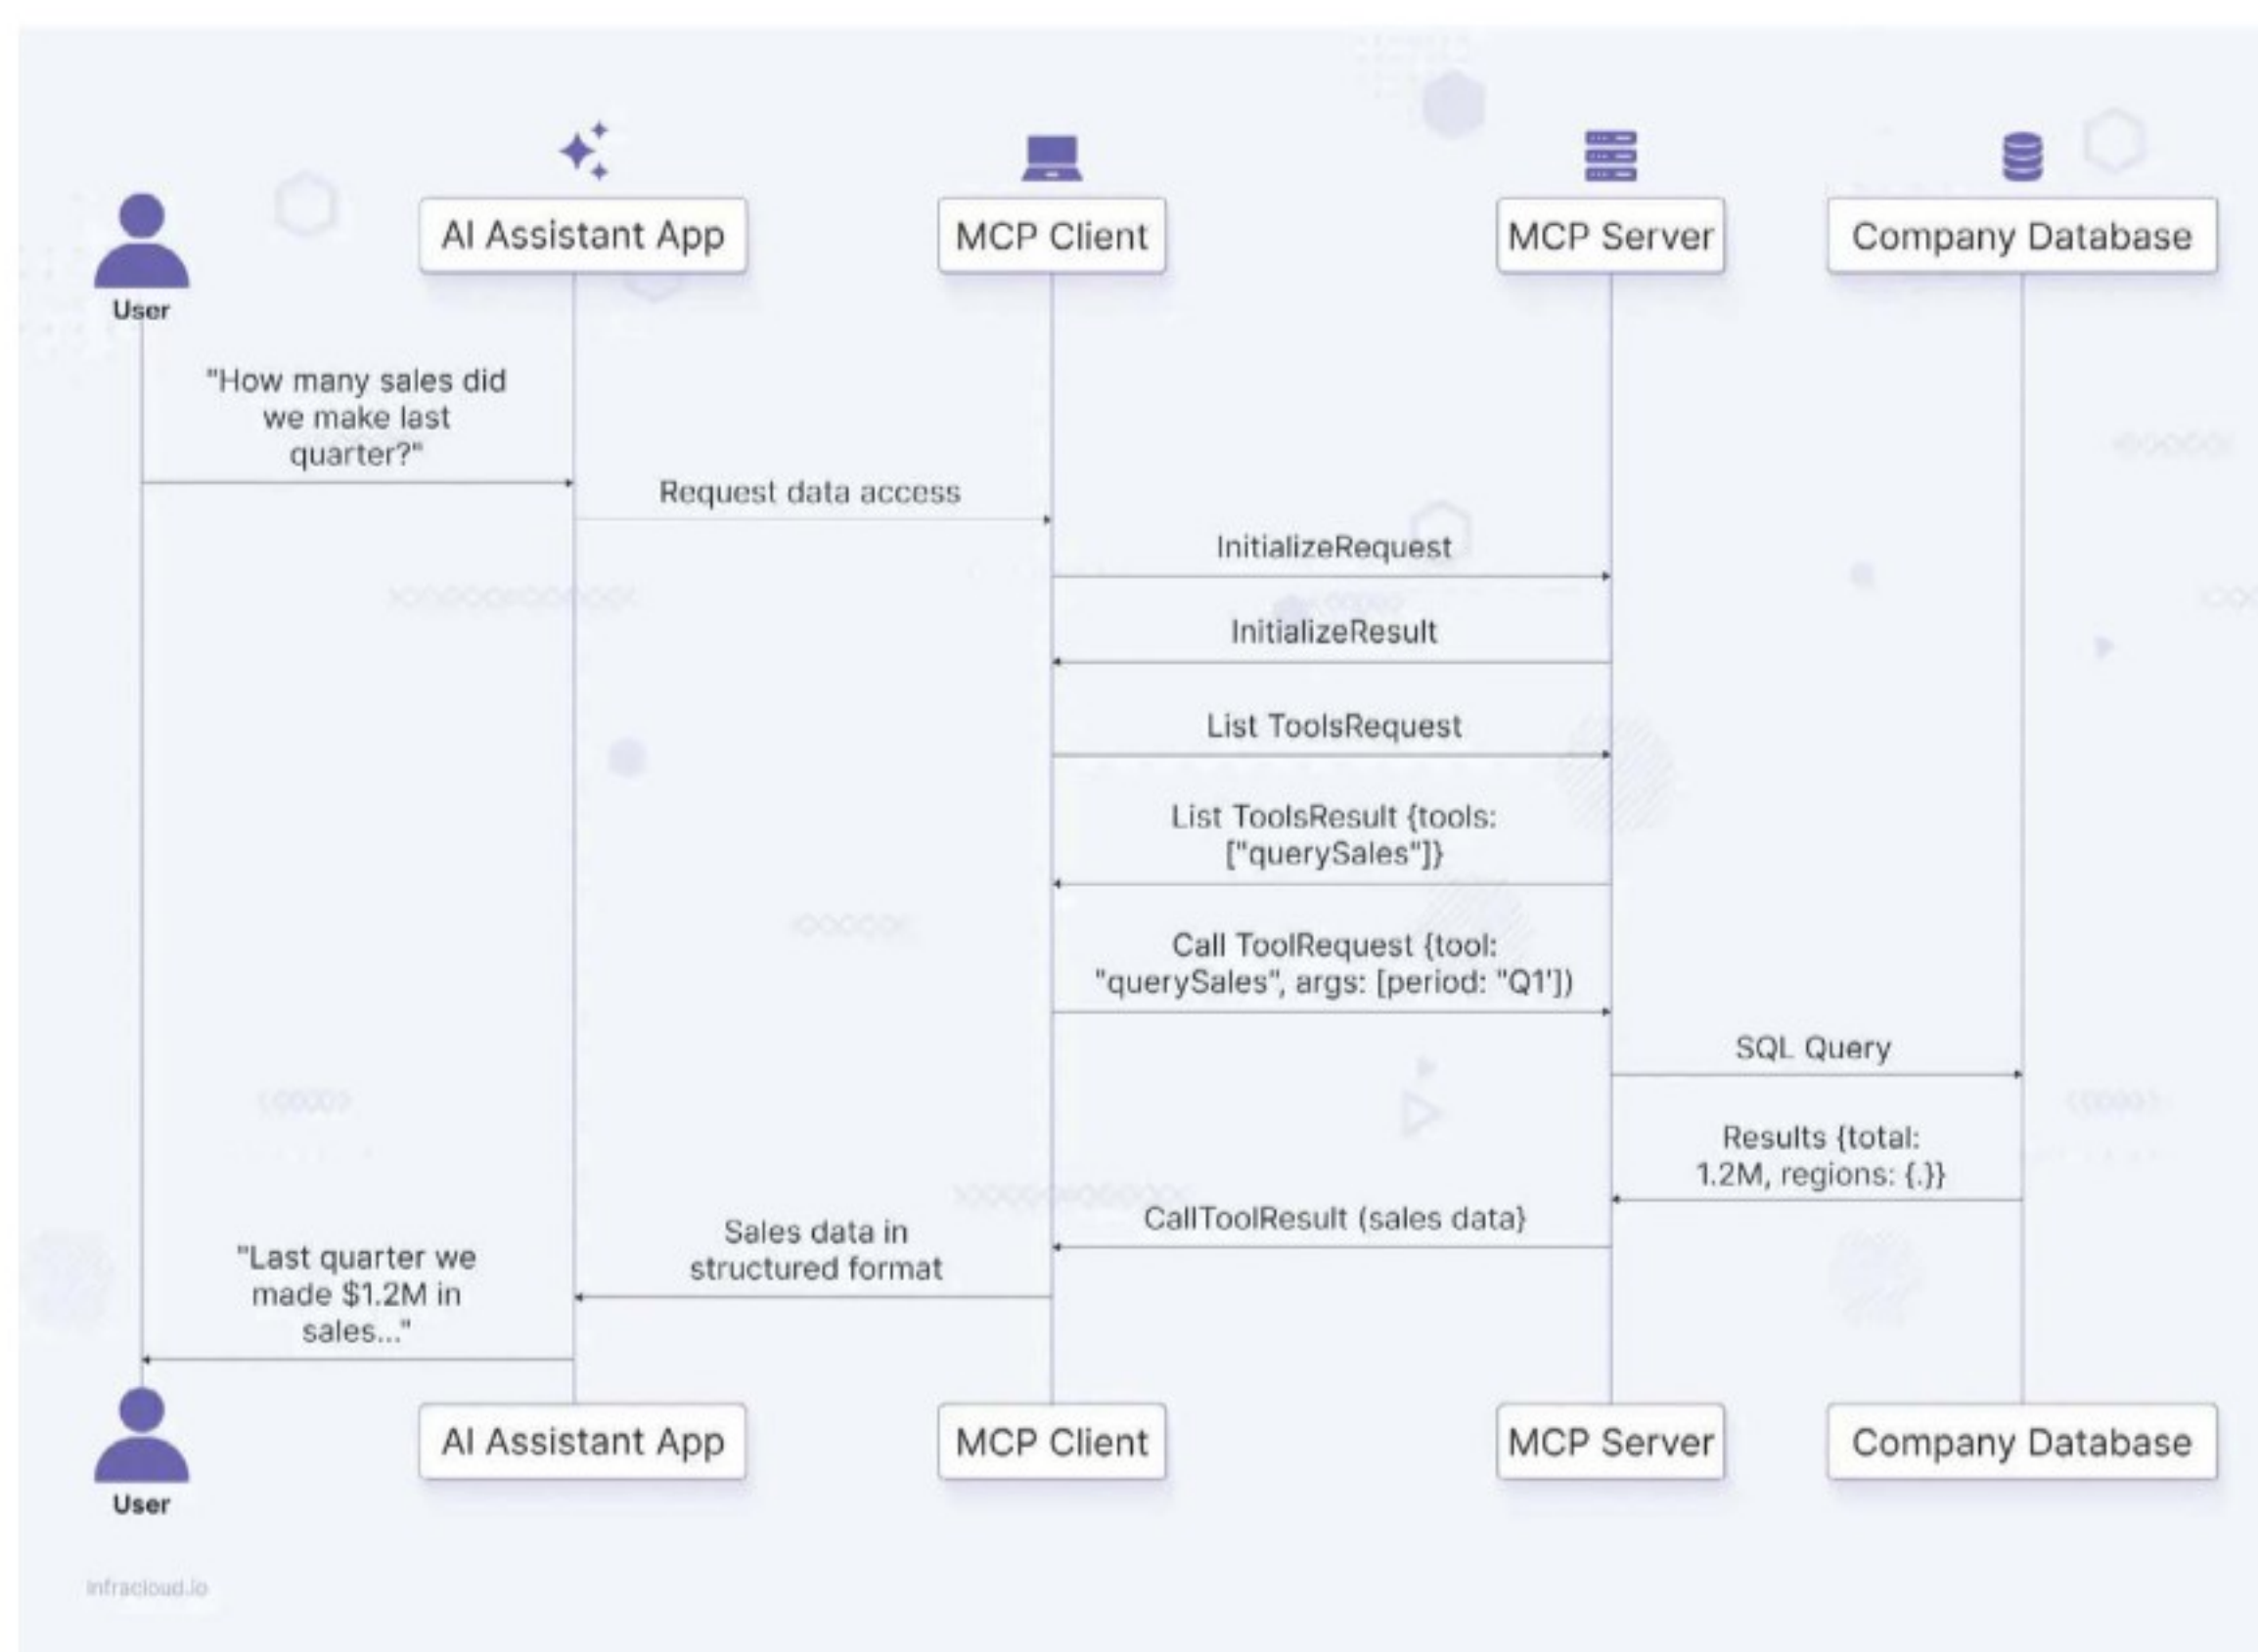 AI Assistant App
MCP Client
MCP Server
Company Database
User
"How many sales did
we make last
quarter?"
Request data access
InitializeRequest
InitializeResult
List ToolsRequest
List ToolsResult {tools:
["querySales"]}
Call ToolRequest {tool:
"querySales", args: [period: "Q1'])
SQL Query
Results {total:
1.2M, regions: {.}}
CallToolResult (sales data}
Sales data in
structured format
"Last quarter we
made $1.2M in
sales..."
AI Assistant App
MCP Client
MCP Server
Company Database
User
infracloud.io